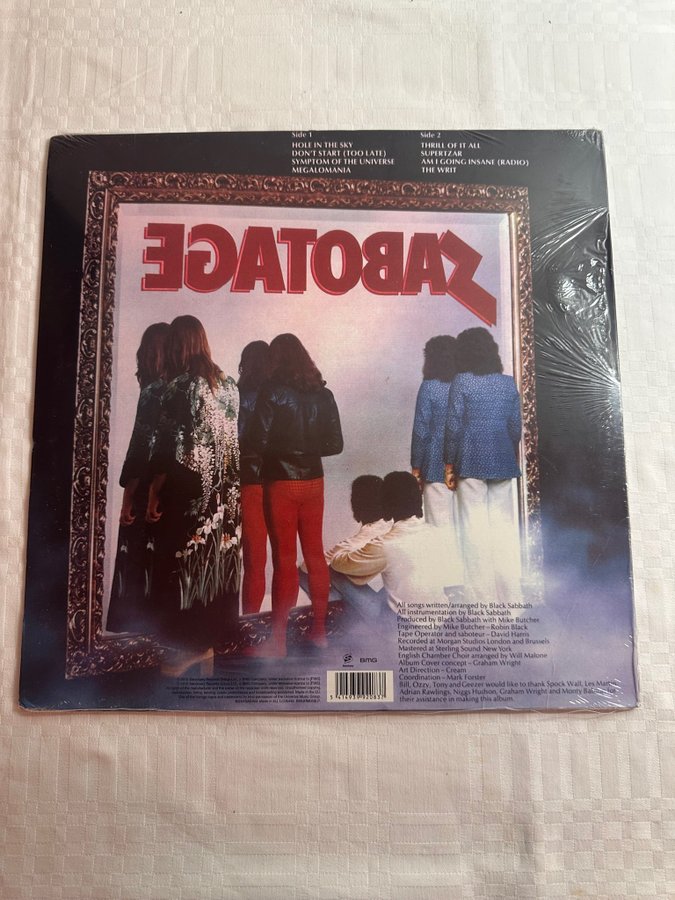 Side 1
HOLE IN THE SKY
DON'T START (TOO LATE)
SYMPTOM OF THE UNIVERSE
MEGALOMANIA
Side 2
THRILL OF IT ALL
SUPERTZAR
AM I GOING INSANE (RADIO)
THE WRIT
SABOTAGE
All songs written/arranged by Black Sabbath
All instrumentation by Black Sabbath
Produced by Black Sabbath with Mike Butcher
Engineered by Mike Butcher–Robin Black
Tape Operator and saboteur – David Harris
Recorded at Morgan Studios London and Brussels
Mastered at Sterling Sound New York
English Chamber Choir arranged by Will Malone
Album Cover concept – Graham Wright
Art Direction – Cream
Coordination – Mark Forster
Bill, Ozzy, Tony and Geezer would like to thank Spock Wall, Les Mar
Adrian Rawlings, Niggs Hudson, Graham Wright and Monty Ba for
their assistance in making this album.
BMG
5 414939 920837